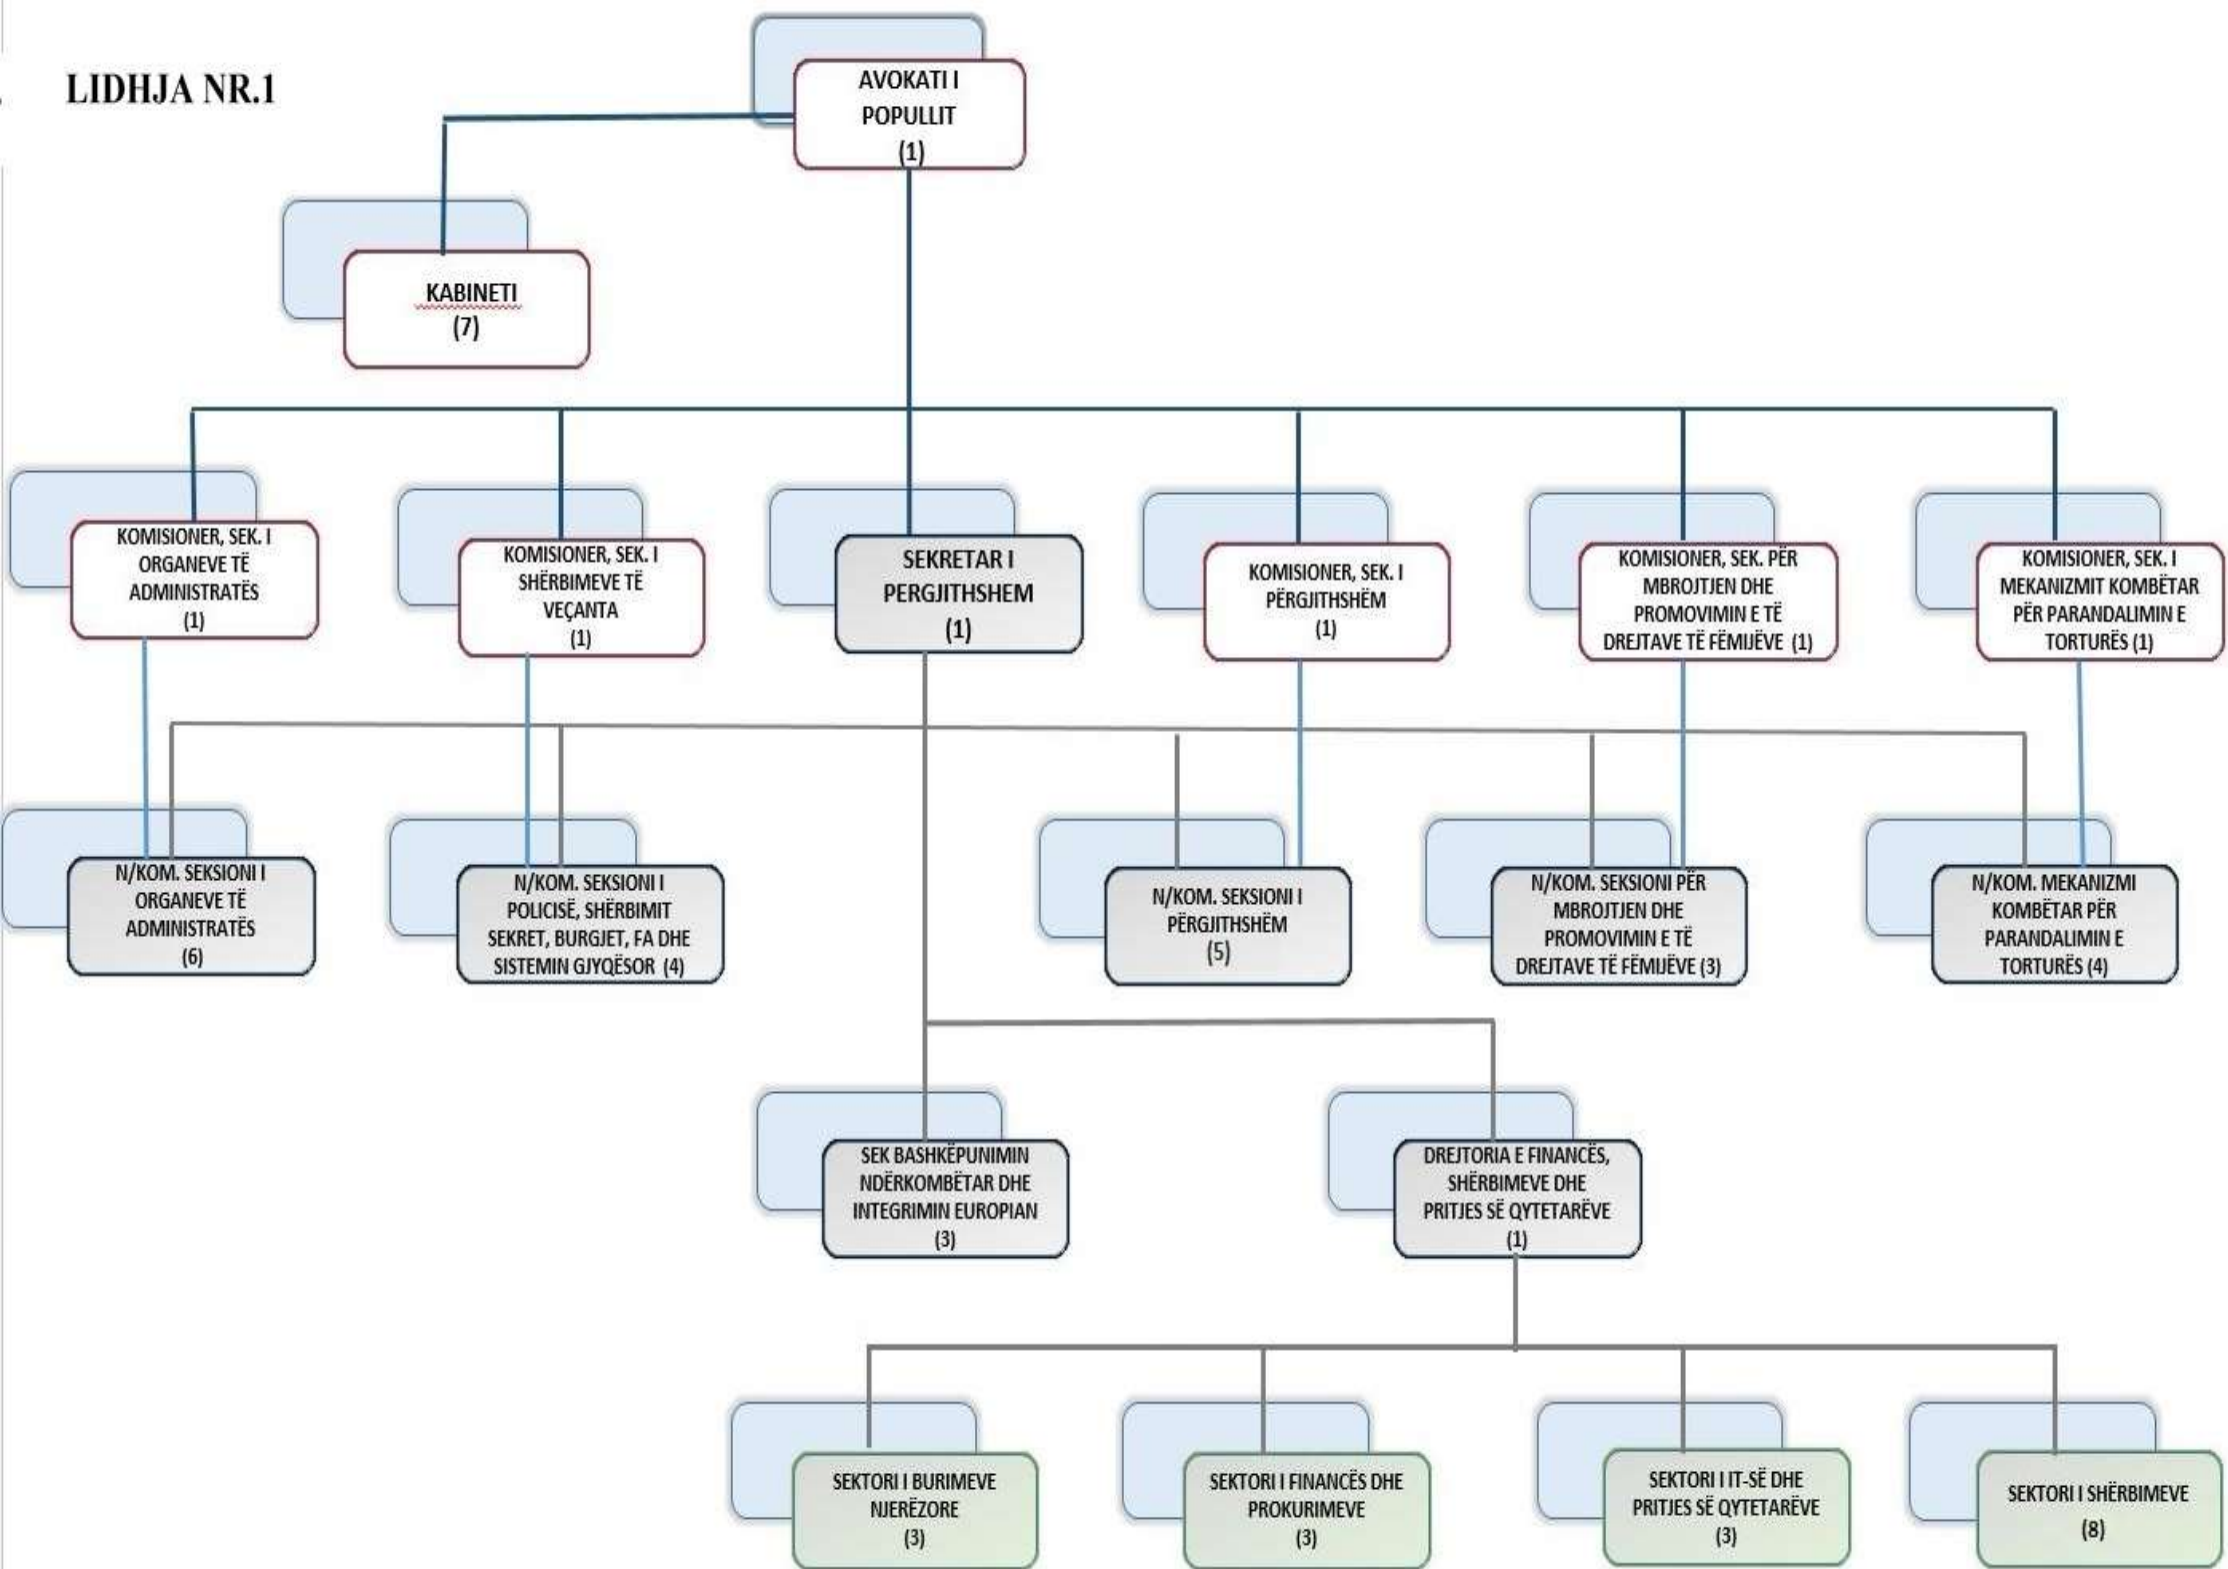 LIDHJA NR.1
AVOKATI I
POPULLIT
(1)
KABINETI
(7)
KOMISIONER, SEK. I
ORGANEVE TË
ADMINISTRATËS
(1)
KOMISIONER, SEK. I
SHËRBIMEVE TË
VEÇANTA
(1)
SEKRETAR I
PERGJITHSHEM
(1)
KOMISIONER, SEK. I
PËRGJITHSHËM
(1)
KOMISIONER, SEK. PËR
MBROJTJEN DHE
PROMOVIMIN E TË
DREJTAVE TË FËMIJËVE (1)
KOMISIONER, SEK. I
MEKANIZMIT KOMBËTAR
PËR PARANDALIMIN E
TORTURËS (1)
N/KOM. SEKSIONI I
ORGANEVE TË
ADMINISTRATËS
(6)
N/KOM. SEKSIONI I
POLICISË, SHËRBIMIT
SEKRET, BURGJET, FA DHE
SISTEMIN GJYQËSOR (4)
N/KOM. SEKSIONI I
PËRGJITHSHËM
(5)
N/KOM. SEKSIONI PËR
MBROJTJEN DHE
PROMOVIMIN E TË
DREJTAVE TË FËMIJËVE (3)
N/KOM. MEKANIZMI
KOMBËTAR PËR
PARANDALIMIN E
TORTURËS (4)
SEK BASHKËPUNIMIN
NDËRKOMBËTAR DHE
INTEGRIMIN EUROPIAN
(3)
DREJTORIA E FINANCËS,
SHËRBIMEVE DHE
PRITJES SË QYTETARËVE
(1)
SEKTORI I BURIMEVE
NJERËZORE
(3)
SEKTORI I FINANCËS DHE
PROKURIMEVE
(3)
SEKTORI I IT-SË DHE
PRITJES SË QYTETARËVE
(3)
SEKTORI I SHËRBIMEVE
(8)